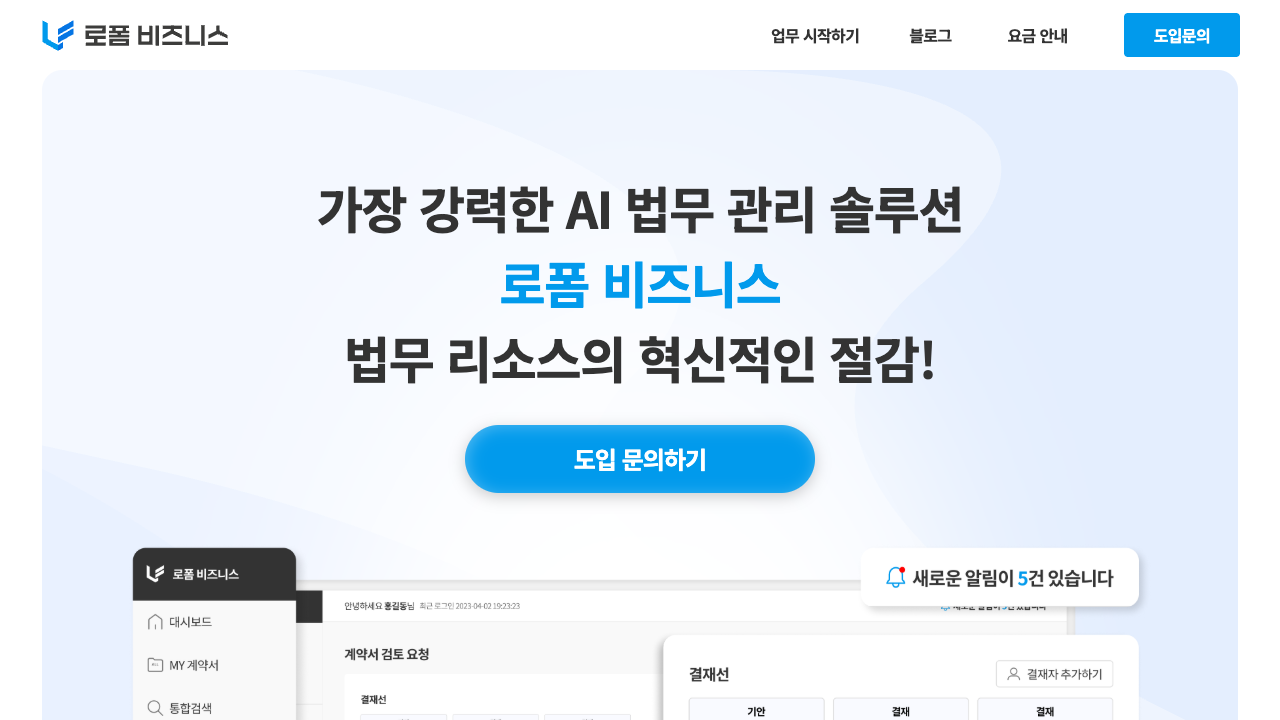 로폼 비즈니스
업무 시작하기
블로그
요금 안내
도입문의
가장 강력한 AI 법무 관리 솔루션
로폼 비즈니스
법무 리소스의 혁신적인 절감!
도입 문의하기
로폼 비즈니스
새로운 알림이 5건 있습니다
안녕하세요 홍길동님 최근 로그인 2023-04-02 19:23:23
대시보드
계약서 검토 요청
MY 계약서
결재선
결재자 추가하기
결재선
통합검색
기안
결재
결재